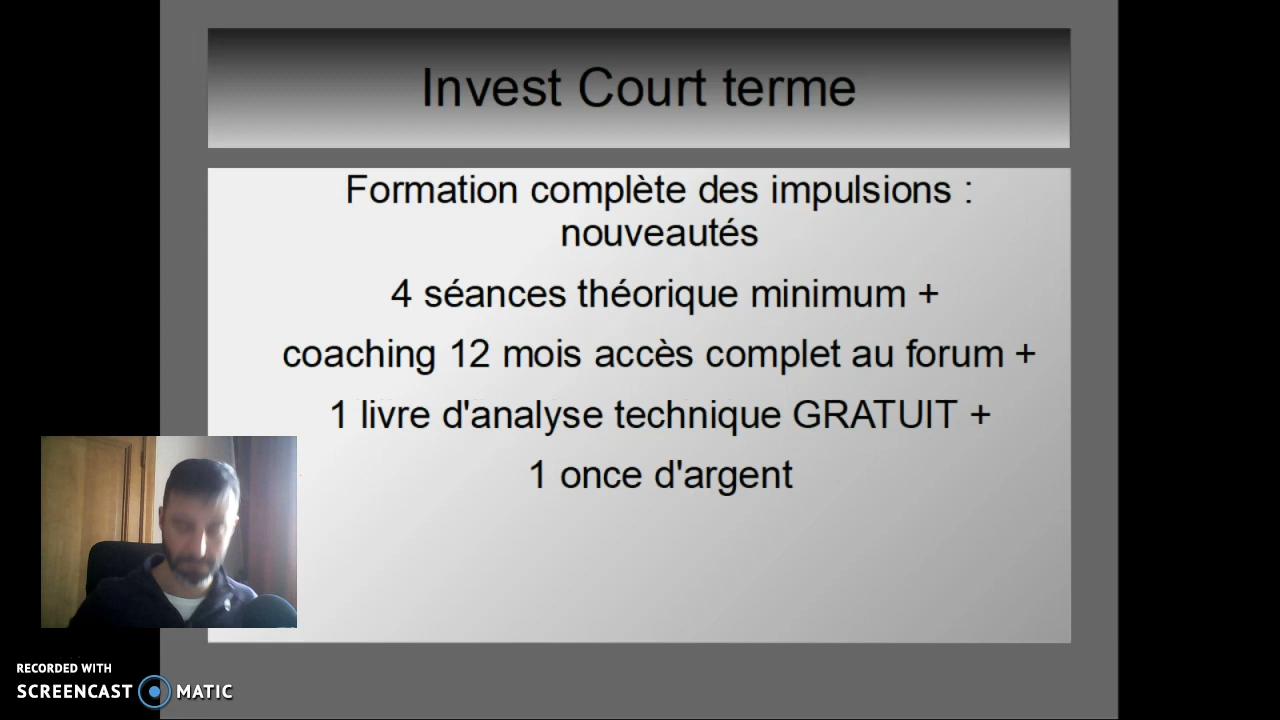 Invest Court terme
Formation complète des impulsions :
nouveautés
4 séances théorique minimum +
coaching 12 mois accès complet au forum +
1 livre d'analyse technique GRATUIT +
1 once d'argent
RECORDED WITH
SCREENCAST MATIC